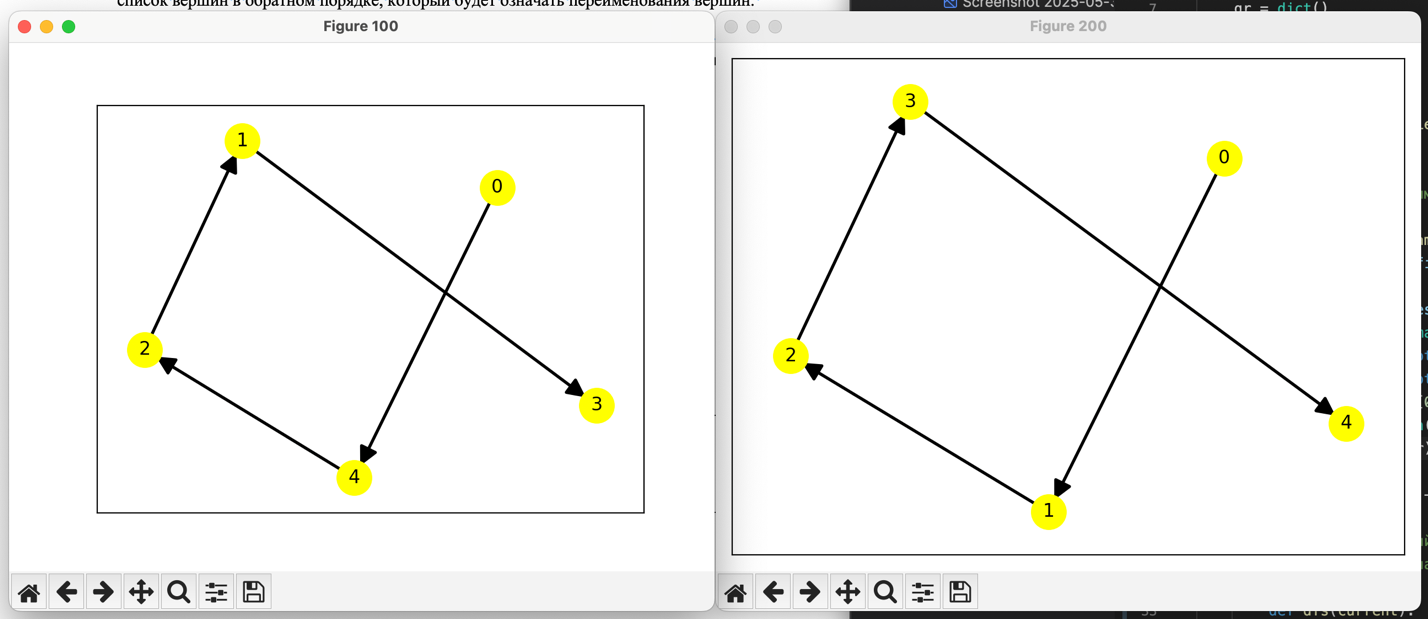 список вершин в обратном порядке, который будет означать переименования вершин.
Screenshot 2025-05-
7 gr = dict()
Figure 100
1
0
2
3
4
Figure 200
3
0
2
4
1
def dfs(current):